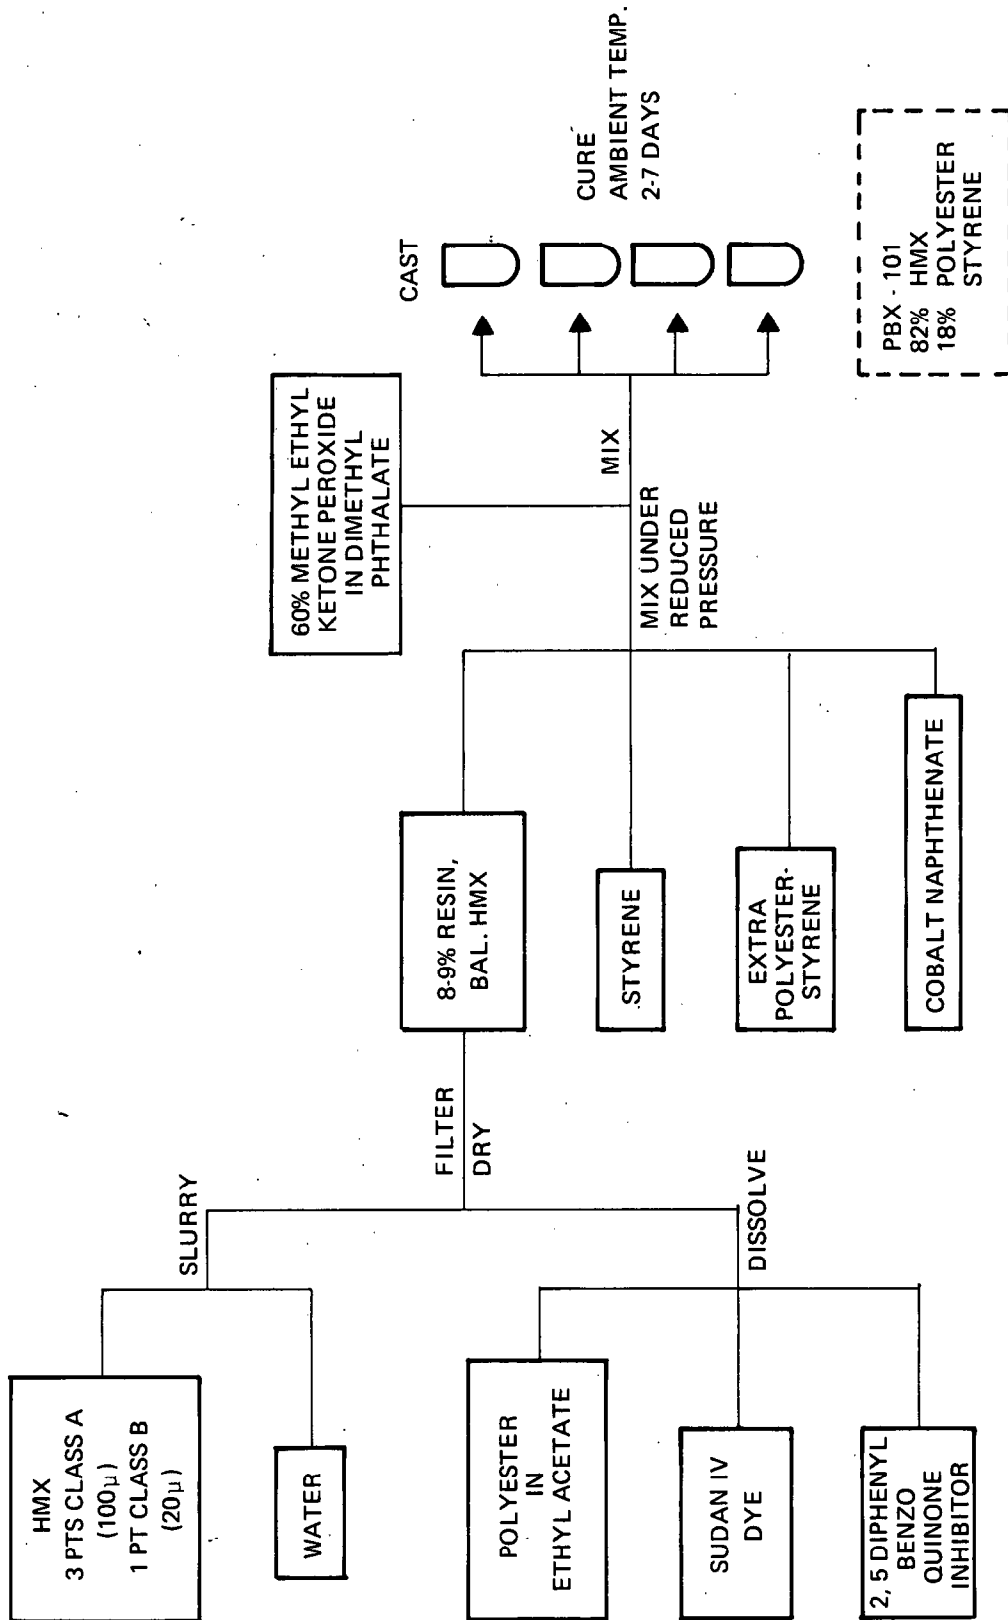 HMX
3 PTS CLASS A
(100μ)
1 PT CLASS B
(20μ)
WATER
SLURRY
POLYESTER
IN
ETHYL ACETATE
SUDAN IV
DYE
2, 5 DIPHENYL
BENZO
QUINONE
INHIBITOR
DISSOLVE
FILTER
DRY
8-9% RESIN,
BAL. HMX
STYRENE
EXTRA
POLYESTER-
STYRENE
COBALT NAPHTHENATE
MIX UNDER
REDUCED
PRESSURE
60% METHYL ETHYL
KETONE PEROXIDE
IN DIMETHYL
PHTHALATE
MIX
CAST
CURE
AMBIENT TEMP.
2-7 DAYS
PBX - 101
82% HMX
18% POLYESTER
STYRENE